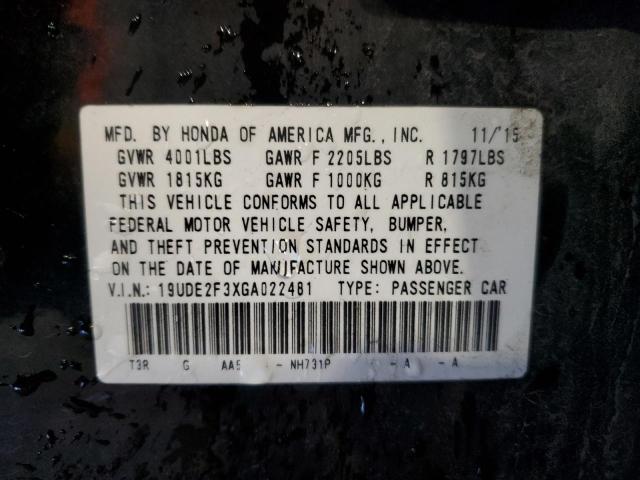 MFD. BY HONDA OF AMERICA MFG., INC. 11/'15
GVWR 4001LBS GAWR F 2205LBS R 1797LBS
GVWR 1815KG GAWR F 1000KG R 815KG
THIS VEHICLE CONFORMS TO ALL APPLICABLE
FEDERAL MOTOR VEHICLE SAFETY, BUMPER,
AND THEFT PREVENTION STANDARDS IN EFFECT
ON THE DATE OF MANUFACTURE SHOWN ABOVE.
V.I.N.: 19UDE2F3XGA022481 TYPE: PASSENGER CAR
T3R G AA5 - NH731P - A - A